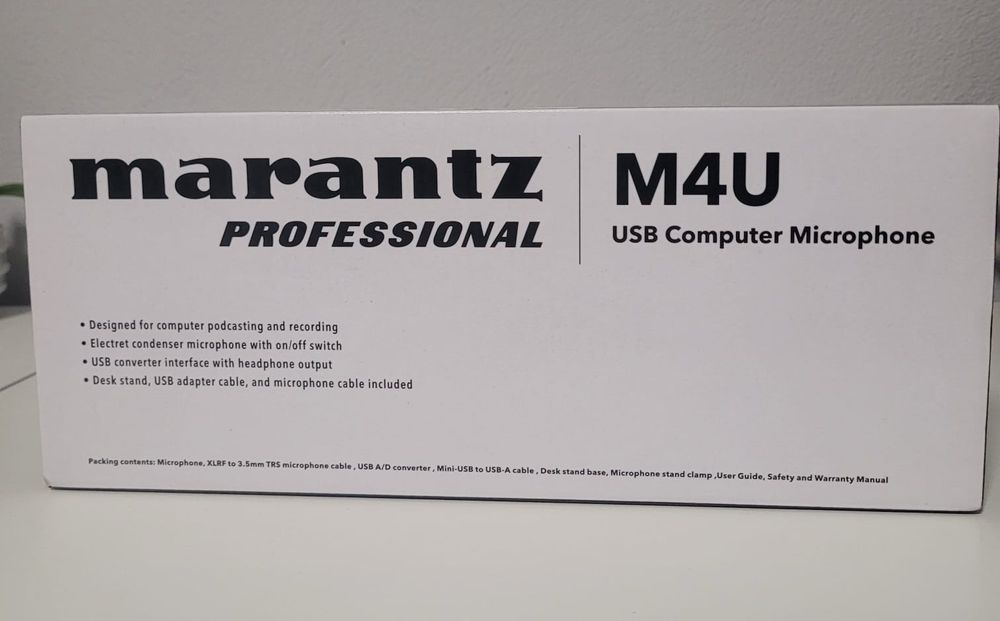 marantz
PROFESSIONAL
M4U
USB Computer Microphone
• Designed for computer podcasting and recording
• Electret condenser microphone with on/off switch
• USB converter interface with headphone output
• Desk stand, USB adapter cable, and microphone cable included
Packing contents: Microphone, XLRF to 3.5mm TRS microphone cable , USB A/D converter , Mini-USB to USB-A cable , Desk stand base, Microphone stand clamp ,User Guide, Safety and Warranty Manual